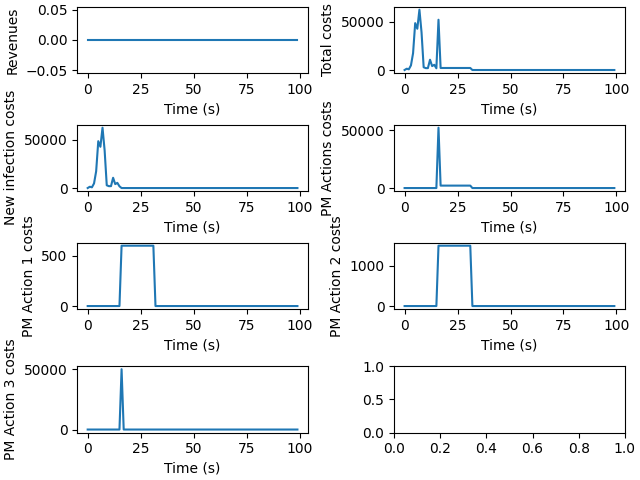 Revenues
0.05
0.00
−0.05
0 25 50 75 100
Time (s)
Total costs
50000
0
0 25 50 75 100
Time (s)
New infection costs
50000
0
0 25 50 75 100
Time (s)
PM Actions costs
50000
0
0 25 50 75 100
Time (s)
PM Action 1 costs
500
0
0 25 50 75 100
Time (s)
PM Action 2 costs
1000
0
0 25 50 75 100
Time (s)
PM Action 3 costs
50000
0
0 25 50 75 100
Time (s)
1.0
0.5
0.0
0.0 0.2 0.4 0.6 0.8 1.0